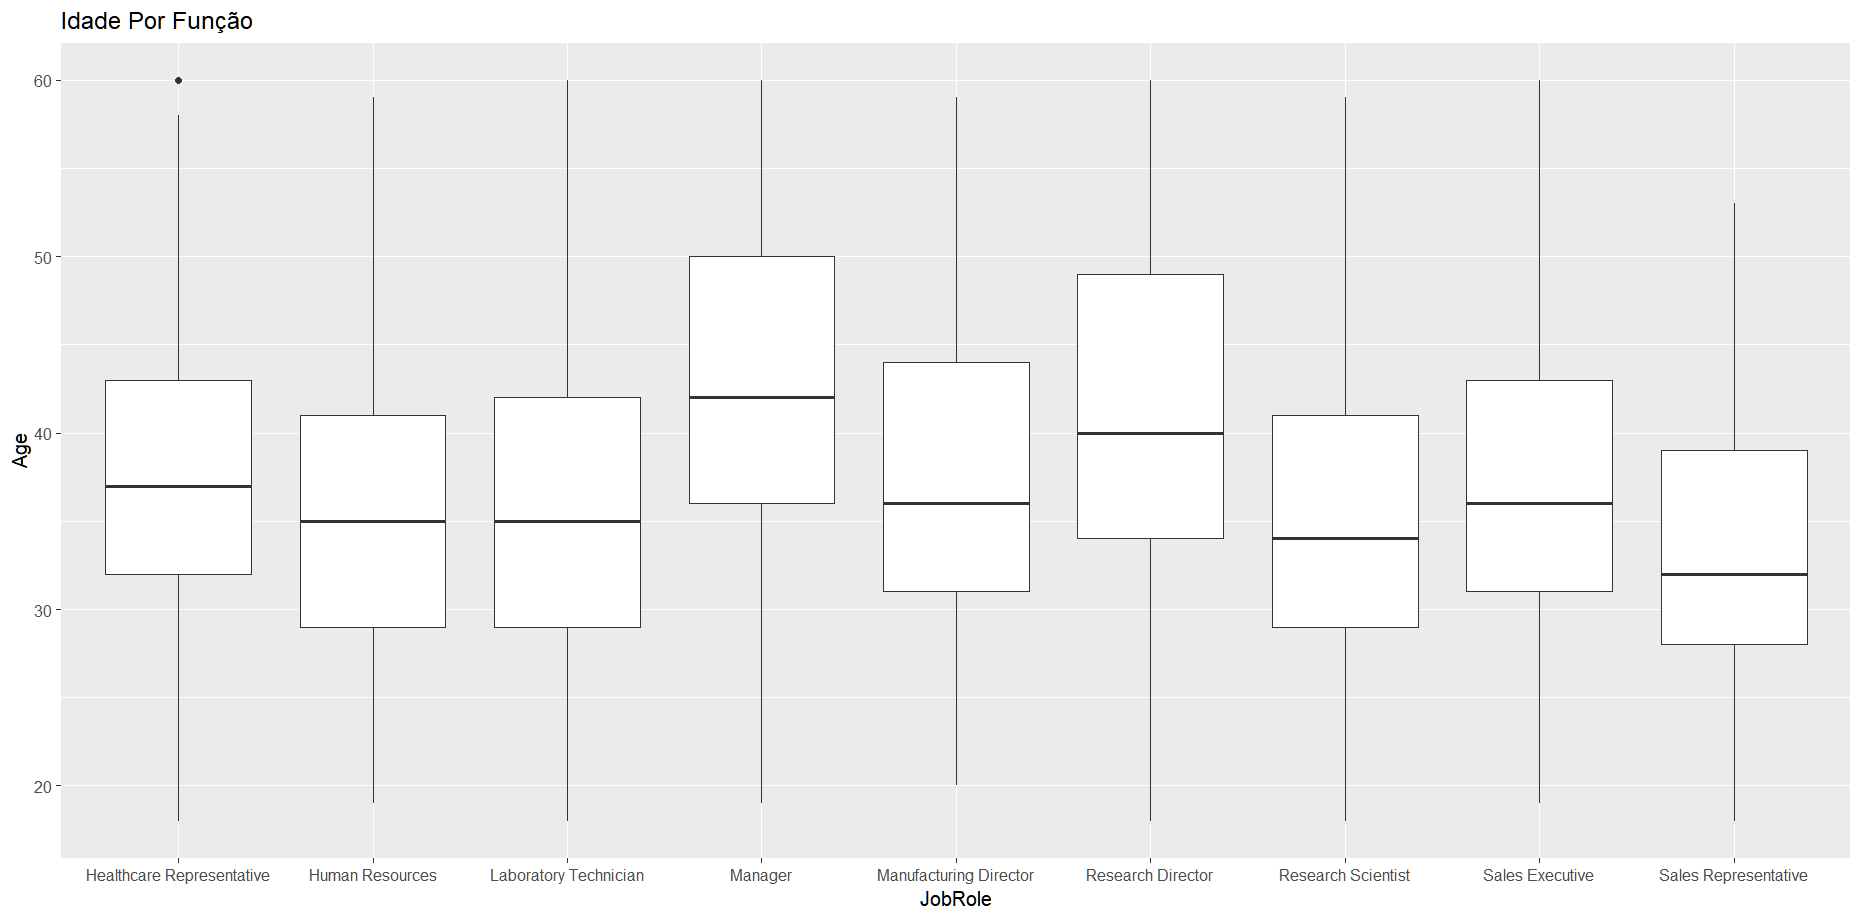 Idade Por Função
60
50
40
30
20
Age
Healthcare Representative
Human Resources
Laboratory Technician
Manager
Manufacturing Director
Research Director
Research Scientist
Sales Executive
Sales Representative
JobRole